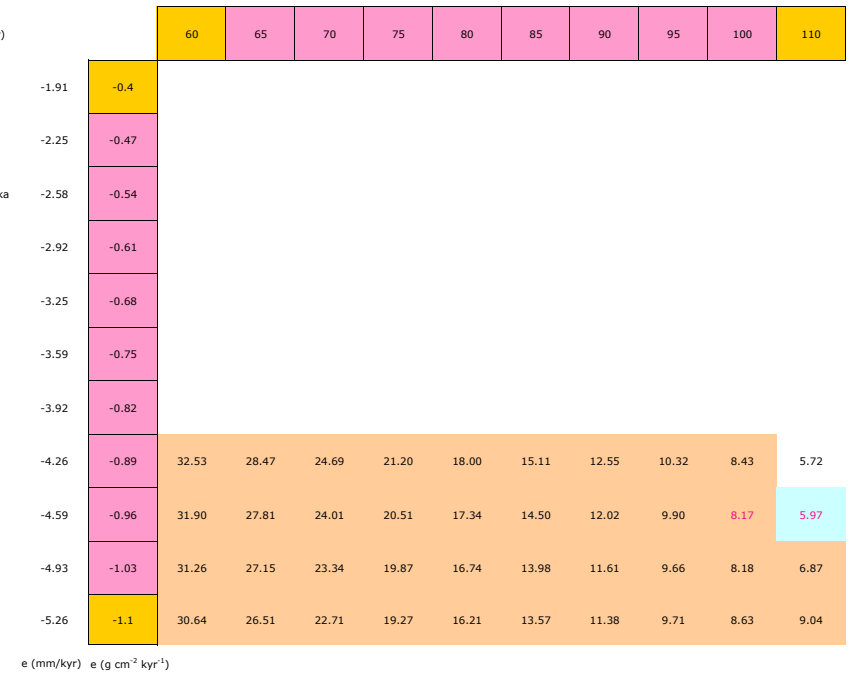 ) 60 65 70 75 80 85 90 95 100 110
-1.91 -0.4
-2.25 -0.47
ka -2.58 -0.54
-2.92 -0.61
-3.25 -0.68
-3.59 -0.75
-3.92 -0.82
-4.26 -0.89 32.53 28.47 24.69 21.20 18.00 15.11 12.55 10.32 8.43 5.72
-4.59 -0.96 31.90 27.81 24.01 20.51 17.34 14.50 12.02 9.90 8.17 5.97
-4.93 -1.03 31.26 27.15 23.34 19.87 16.74 13.98 11.61 9.66 8.18 6.87
-5.26 -1.1 30.64 26.51 22.71 19.27 16.21 13.57 11.38 9.71 8.63 9.04
e (mm/kyr) e (g cm⁻² kyr⁻¹)